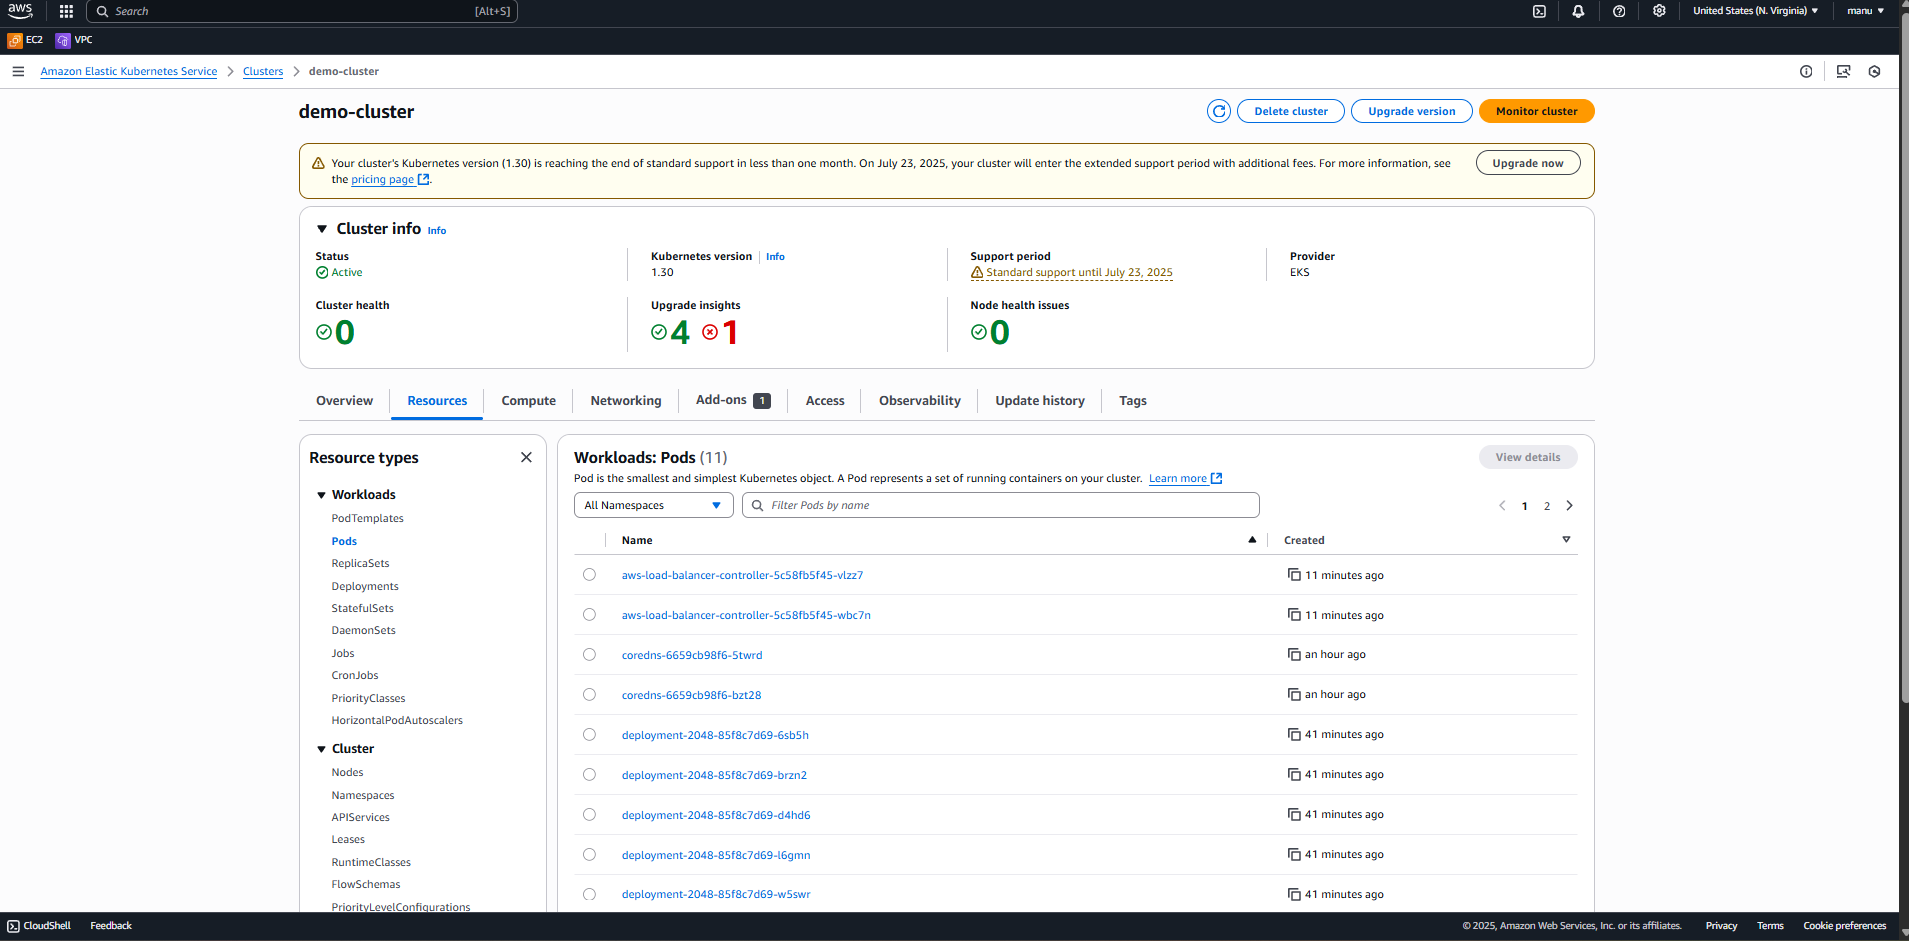 aws
Search
[Alt+S]
United States (N. Virginia)
manu
EC2
VPC
Amazon Elastic Kubernetes Service
Clusters
demo-cluster
demo-cluster
Delete cluster
Upgrade version
Monitor cluster
Your cluster's Kubernetes version (1.30) is reaching the end of standard support in less than one month. On July 23, 2025, your cluster will enter the extended support period with additional fees. For more information, see
the pricing page.
Upgrade now
Cluster info
Info
Status
Active
Kubernetes version
Info
1.30
Support period
Standard support until July 23, 2025
Provider
EKS
Cluster health
0
Upgrade insights
4
1
Node health issues
0
Overview
Resources
Compute
Networking
Add-ons 1
Access
Observability
Update history
Tags
Resource types
Workloads
PodTemplates
Pods
ReplicaSets
Deployments
StatefulSets
DaemonSets
Jobs
CronJobs
PriorityClasses
HorizontalPodAutoscalers
Cluster
Nodes
Namespaces
APIServices
Leases
RuntimeClasses
FlowSchemas
PriorityLevelConfigurations
Workloads: Pods (11)
View details
Pod is the smallest and simplest Kubernetes object. A Pod represents a set of running containers on your cluster. Learn more
All Namespaces
Filter Pods by name
1
2
Name
Created
aws-load-balancer-controller-5c58fb5f45-vlzz7
11 minutes ago
aws-load-balancer-controller-5c58fb5f45-wbc7n
11 minutes ago
coredns-6659cb98f6-5twrd
an hour ago
coredns-6659cb98f6-bzt28
an hour ago
deployment-2048-85f8c7d69-6sb5h
41 minutes ago
deployment-2048-85f8c7d69-brzn2
41 minutes ago
deployment-2048-85f8c7d69-d4hd6
41 minutes ago
deployment-2048-85f8c7d69-l6gmn
41 minutes ago
deployment-2048-85f8c7d69-w5swr
41 minutes ago
CloudShell
Feedback
© 2025, Amazon Web Services, Inc. or its affiliates.
Privacy
Terms
Cookie preferences